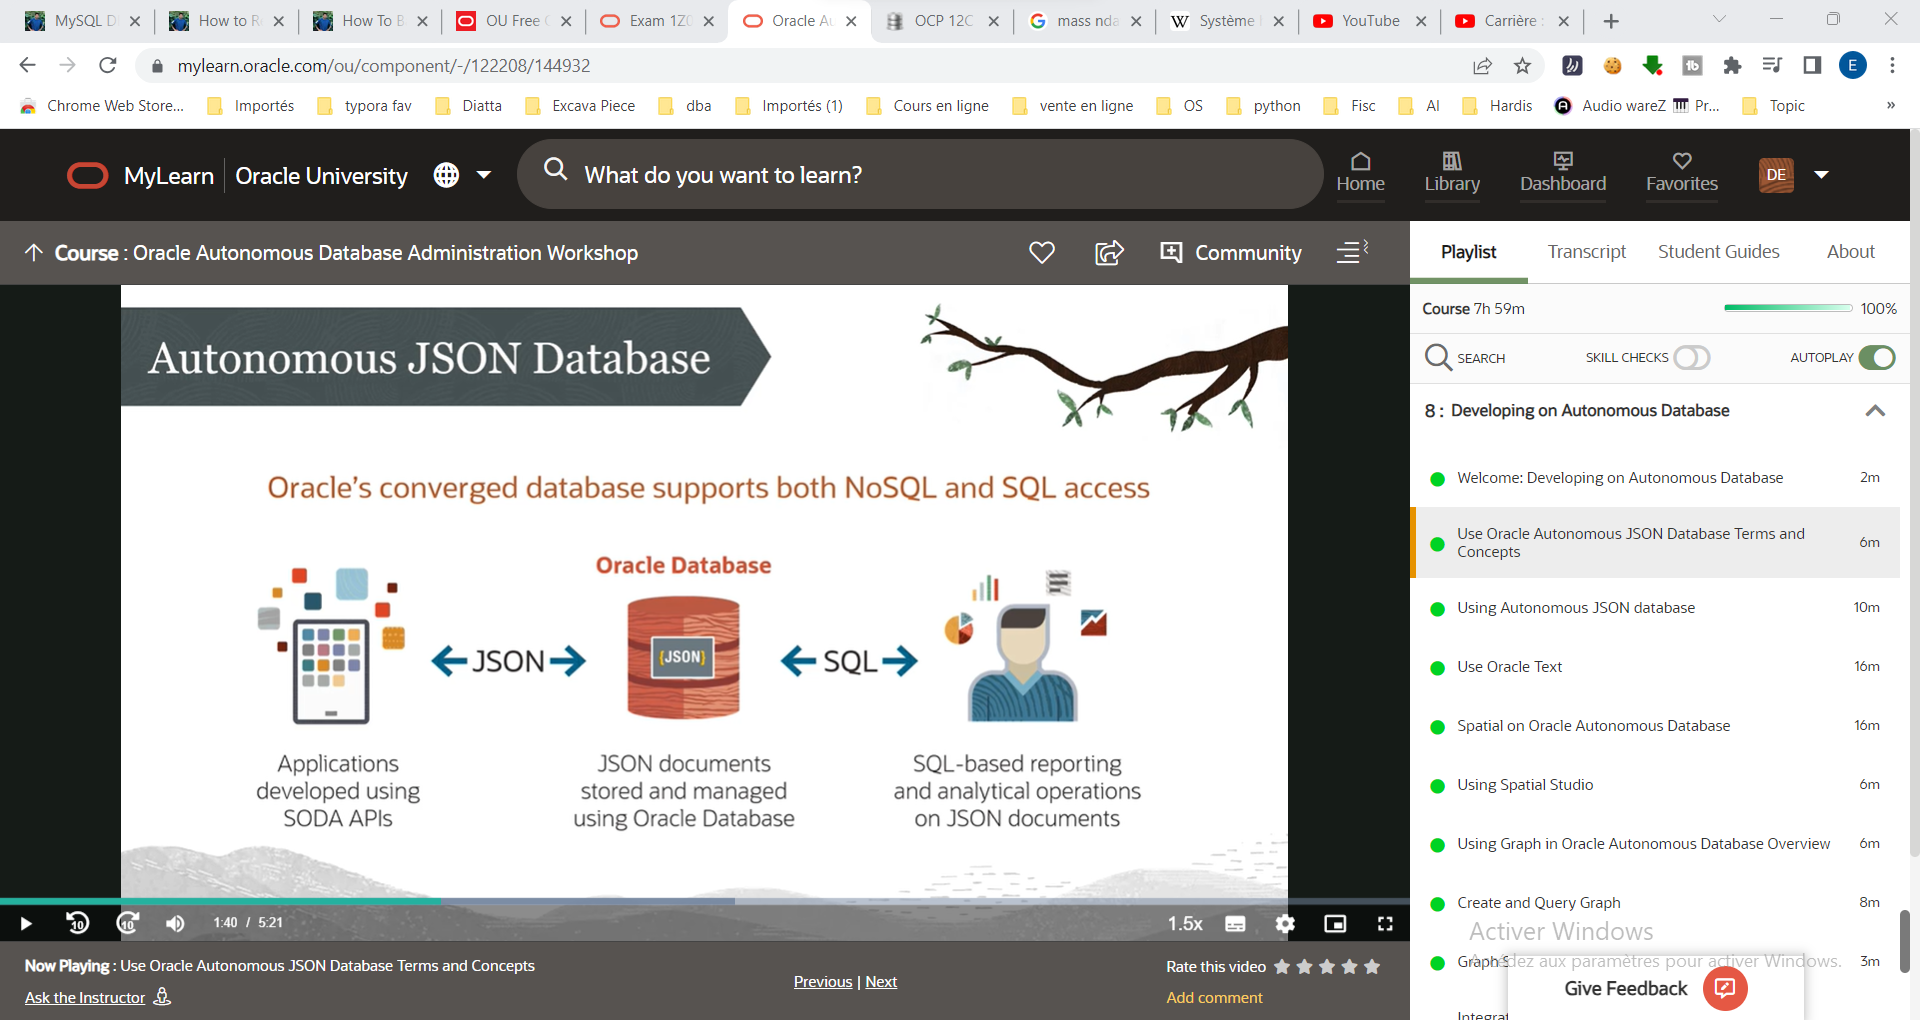 MySQL D
How to R
How To B
OU Free C
Exam 1Z0
Oracle Au
OCP 12C
mass nda
Système
YouTube
Carrière :
mylearn.oracle.com/ou/component/-/122208/144932
E
Chrome Web Store...
Importés
typora fav
Diatta
Excava Piece
dba
Importés (1)
Cours en ligne
vente en ligne
OS
python
Fisc
AI
Hardis
Audio wareZ
Pr...
Topic
»
MyLearn
Oracle University
What do you want to learn?
Home
Library
Dashboard
Favorites
DE
Course : Oracle Autonomous Database Administration Workshop
Community
Autonomous JSON Database
Oracle's converged database supports both NoSQL and SQL access
Oracle Database
JSON
{JSON}
SQL
Applications
developed using
SODA APIs
JSON documents
stored and managed
using Oracle Database
SQL-based reporting
and analytical operations
on JSON documents
10
10
1:40 / 5:21
1.5x
Now Playing : Use Oracle Autonomous JSON Database Terms and Concepts
Ask the Instructor
Previous | Next
Rate this video
Add comment
Playlist
Transcript
Student Guides
About
Course 7h 59m
100%
SEARCH
SKILL CHECKS
AUTOPLAY
8 : Developing on Autonomous Database
Welcome: Developing on Autonomous Database
2m
Use Oracle Autonomous JSON Database Terms and
Concepts
6m
Using Autonomous JSON database
10m
Use Oracle Text
16m
Spatial on Oracle Autonomous Database
16m
Using Spatial Studio
6m
Using Graph in Oracle Autonomous Database Overview
6m
Create and Query Graph
8m
Activer Windows
Graph S
aux paramètres pour activer Windows.
3m
Give Feedback
Integrat